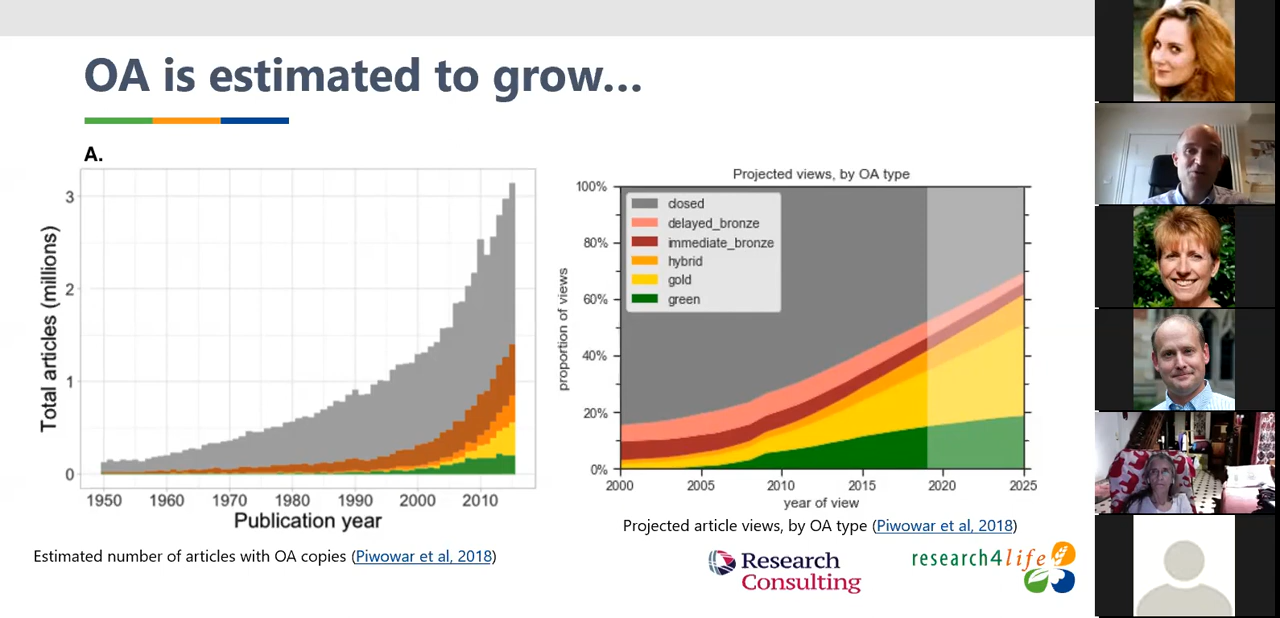 OA is estimated to grow...
A.
Total articles (millions)
3
2
1
0
1950 1960 1970 1980 1990 2000 2010
Publication year
Estimated number of articles with OA copies (Piwowar et al, 2018)
Projected views, by OA type
proportion of views
100%
80%
60%
40%
20%
0%
closed
delayed_bronze
immediate_bronze
hybrid
gold
green
2000 2005 2010 2015 2020 2025
year of view
Projected article views, by OA type (Piwowar et al, 2018)
Research
Consulting
research4life